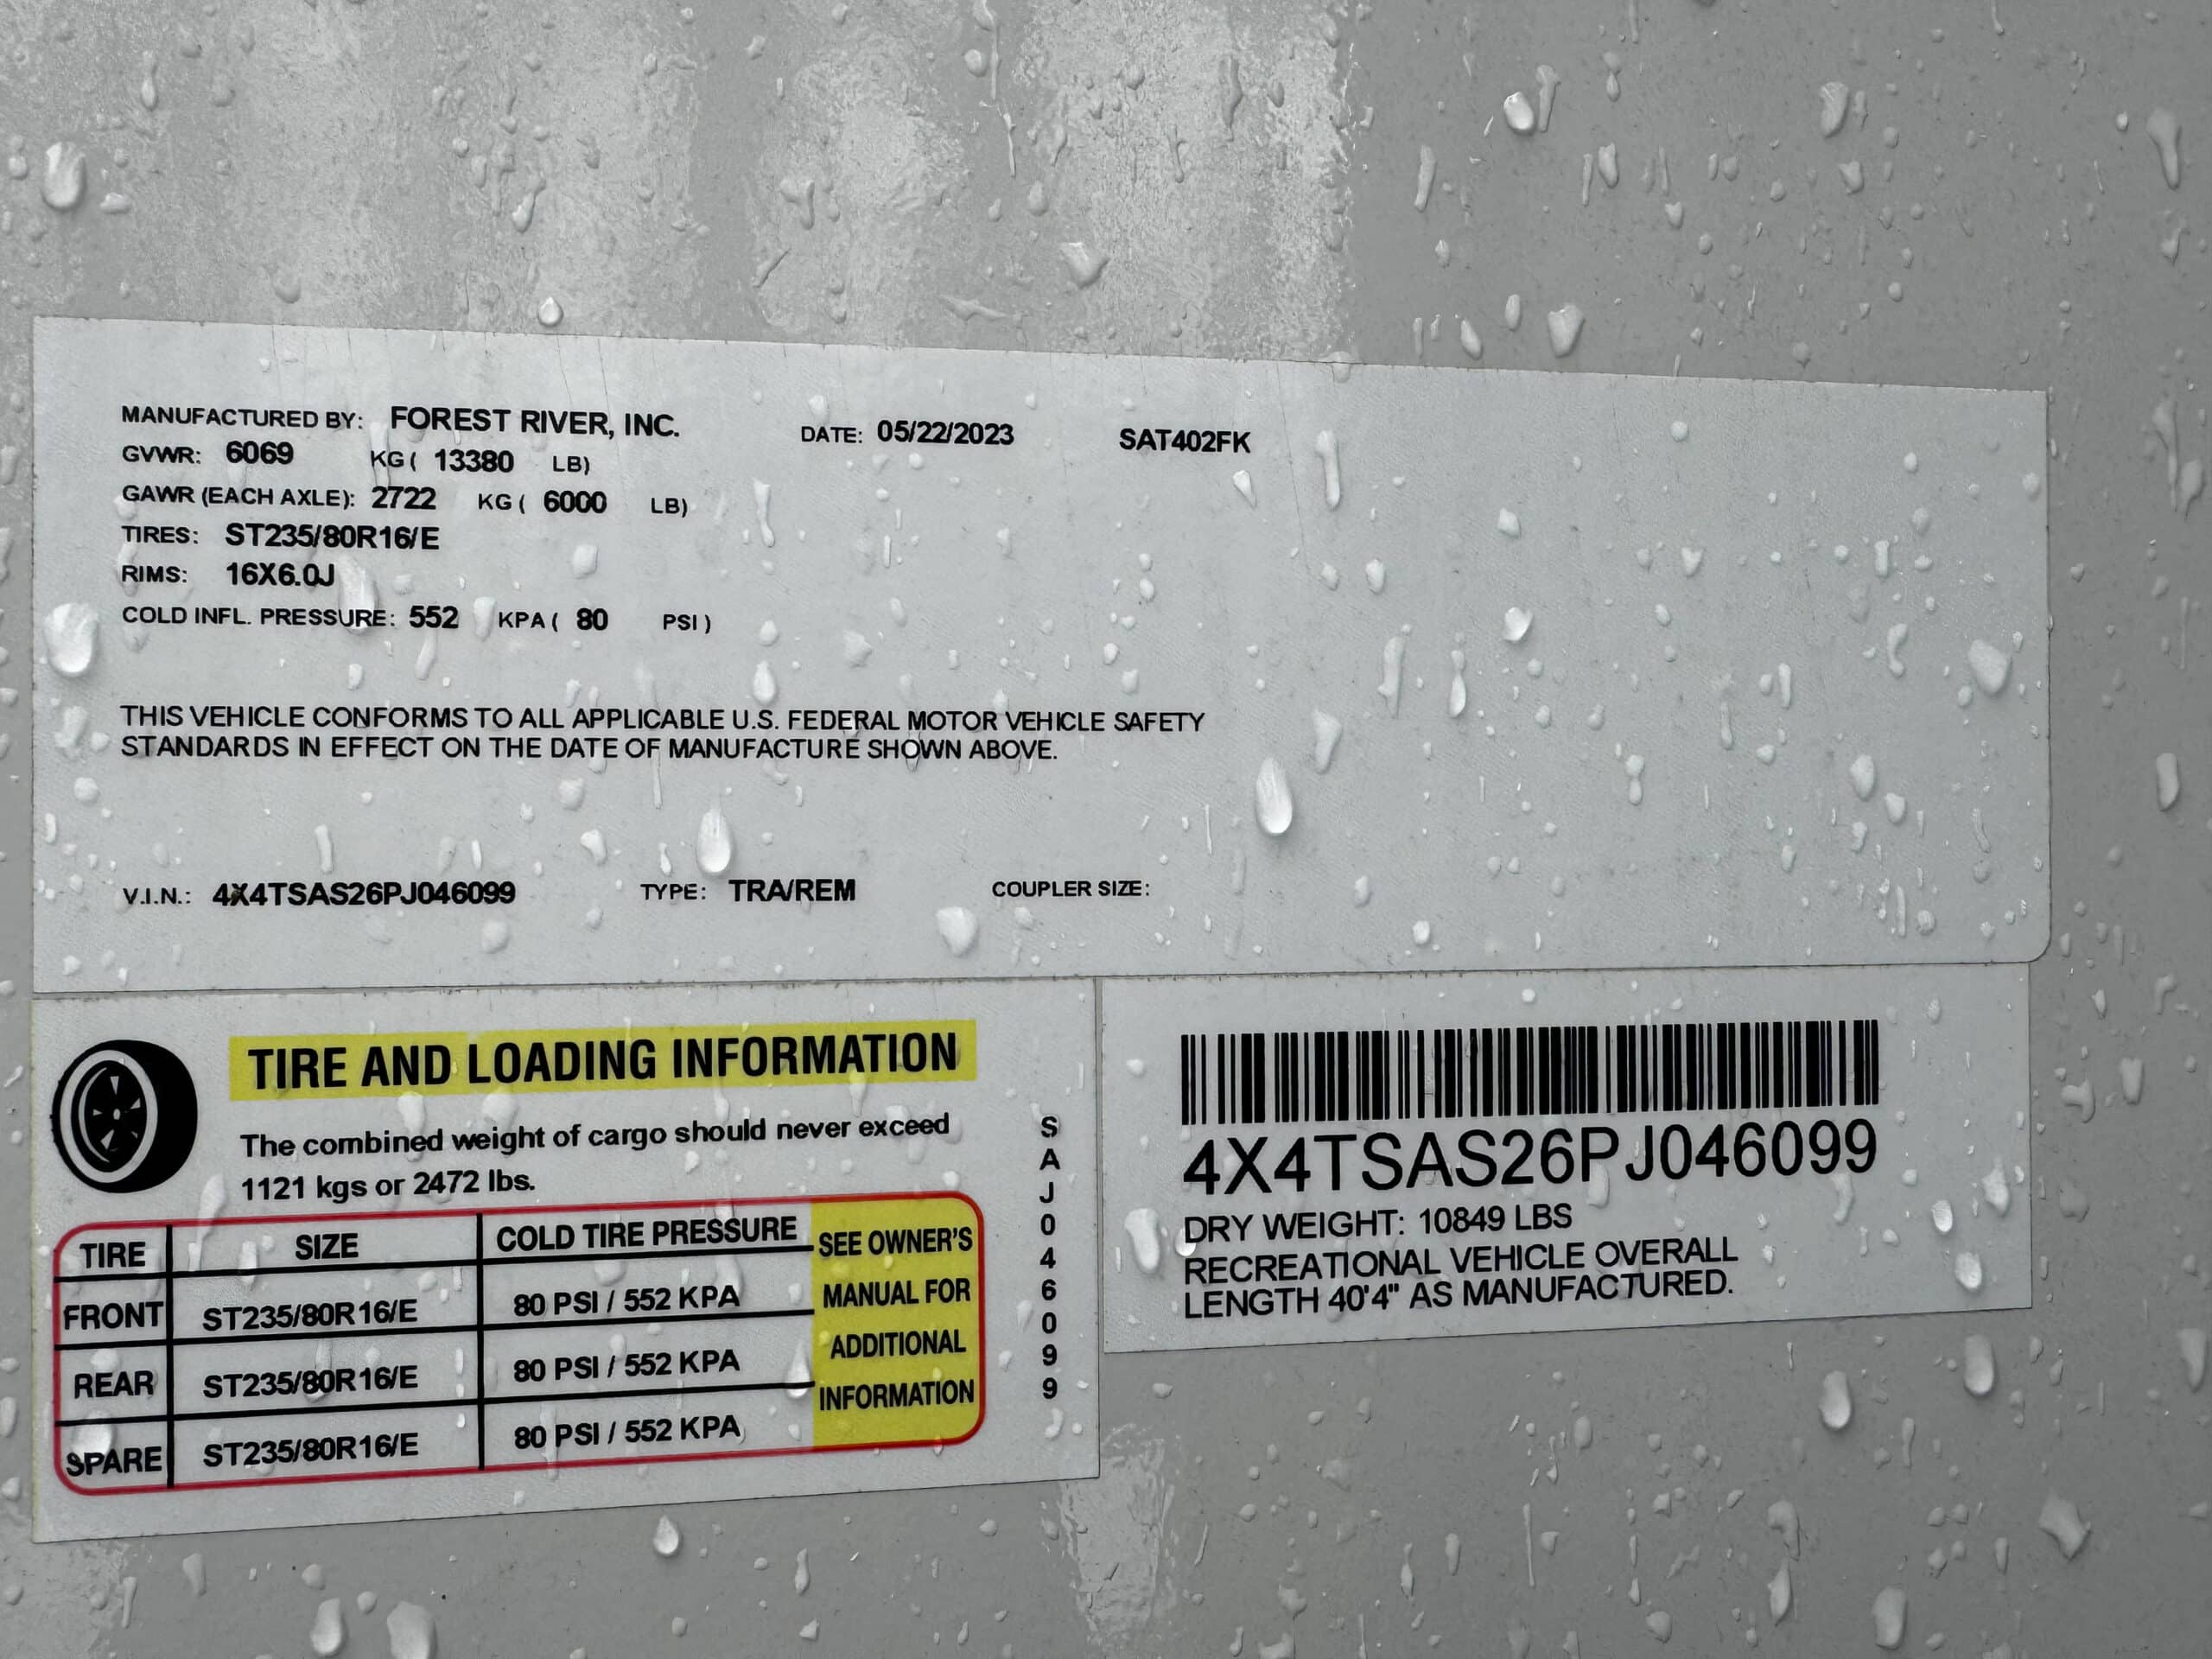 MANUFACTURED BY: FOREST RIVER, INC. DATE: 05/22/2023 SAT402FK
GVWR: 6069 KG ( 13380 LB)
GAWR (EACH AXLE): 2722 KG ( 6000 LB)
TIRES: ST235/80R16/E
RIMS: 16X6.0J
COLD INFL. PRESSURE: 552 KPA ( 80 PSI )
THIS VEHICLE CONFORMS TO ALL APPLICABLE U.S. FEDERAL MOTOR VEHICLE SAFETY
STANDARDS IN EFFECT ON THE DATE OF MANUFACTURE SHOWN ABOVE.
V.I.N.: 4X4TSAS26PJ046099 TYPE: TRA/REM COUPLER SIZE:
TIRE AND LOADING INFORMATION
The combined weight of cargo should never exceed
1121 kgs or 2472 lbs.
TIRE SIZE COLD TIRE PRESSURE
FRONT ST235/80R16/E 80 PSI / 552 KPA
REAR ST235/80R16/E 80 PSI / 552 KPA
SPARE ST235/80R16/E 80 PSI / 552 KPA
SEE OWNER'S
MANUAL FOR
ADDITIONAL
INFORMATION
S
A
J
0
4
6
0
9
9
4X4TSAS26PJ046099
DRY WEIGHT: 10849 LBS
RECREATIONAL VEHICLE OVERALL
LENGTH 40'4" AS MANUFACTURED.